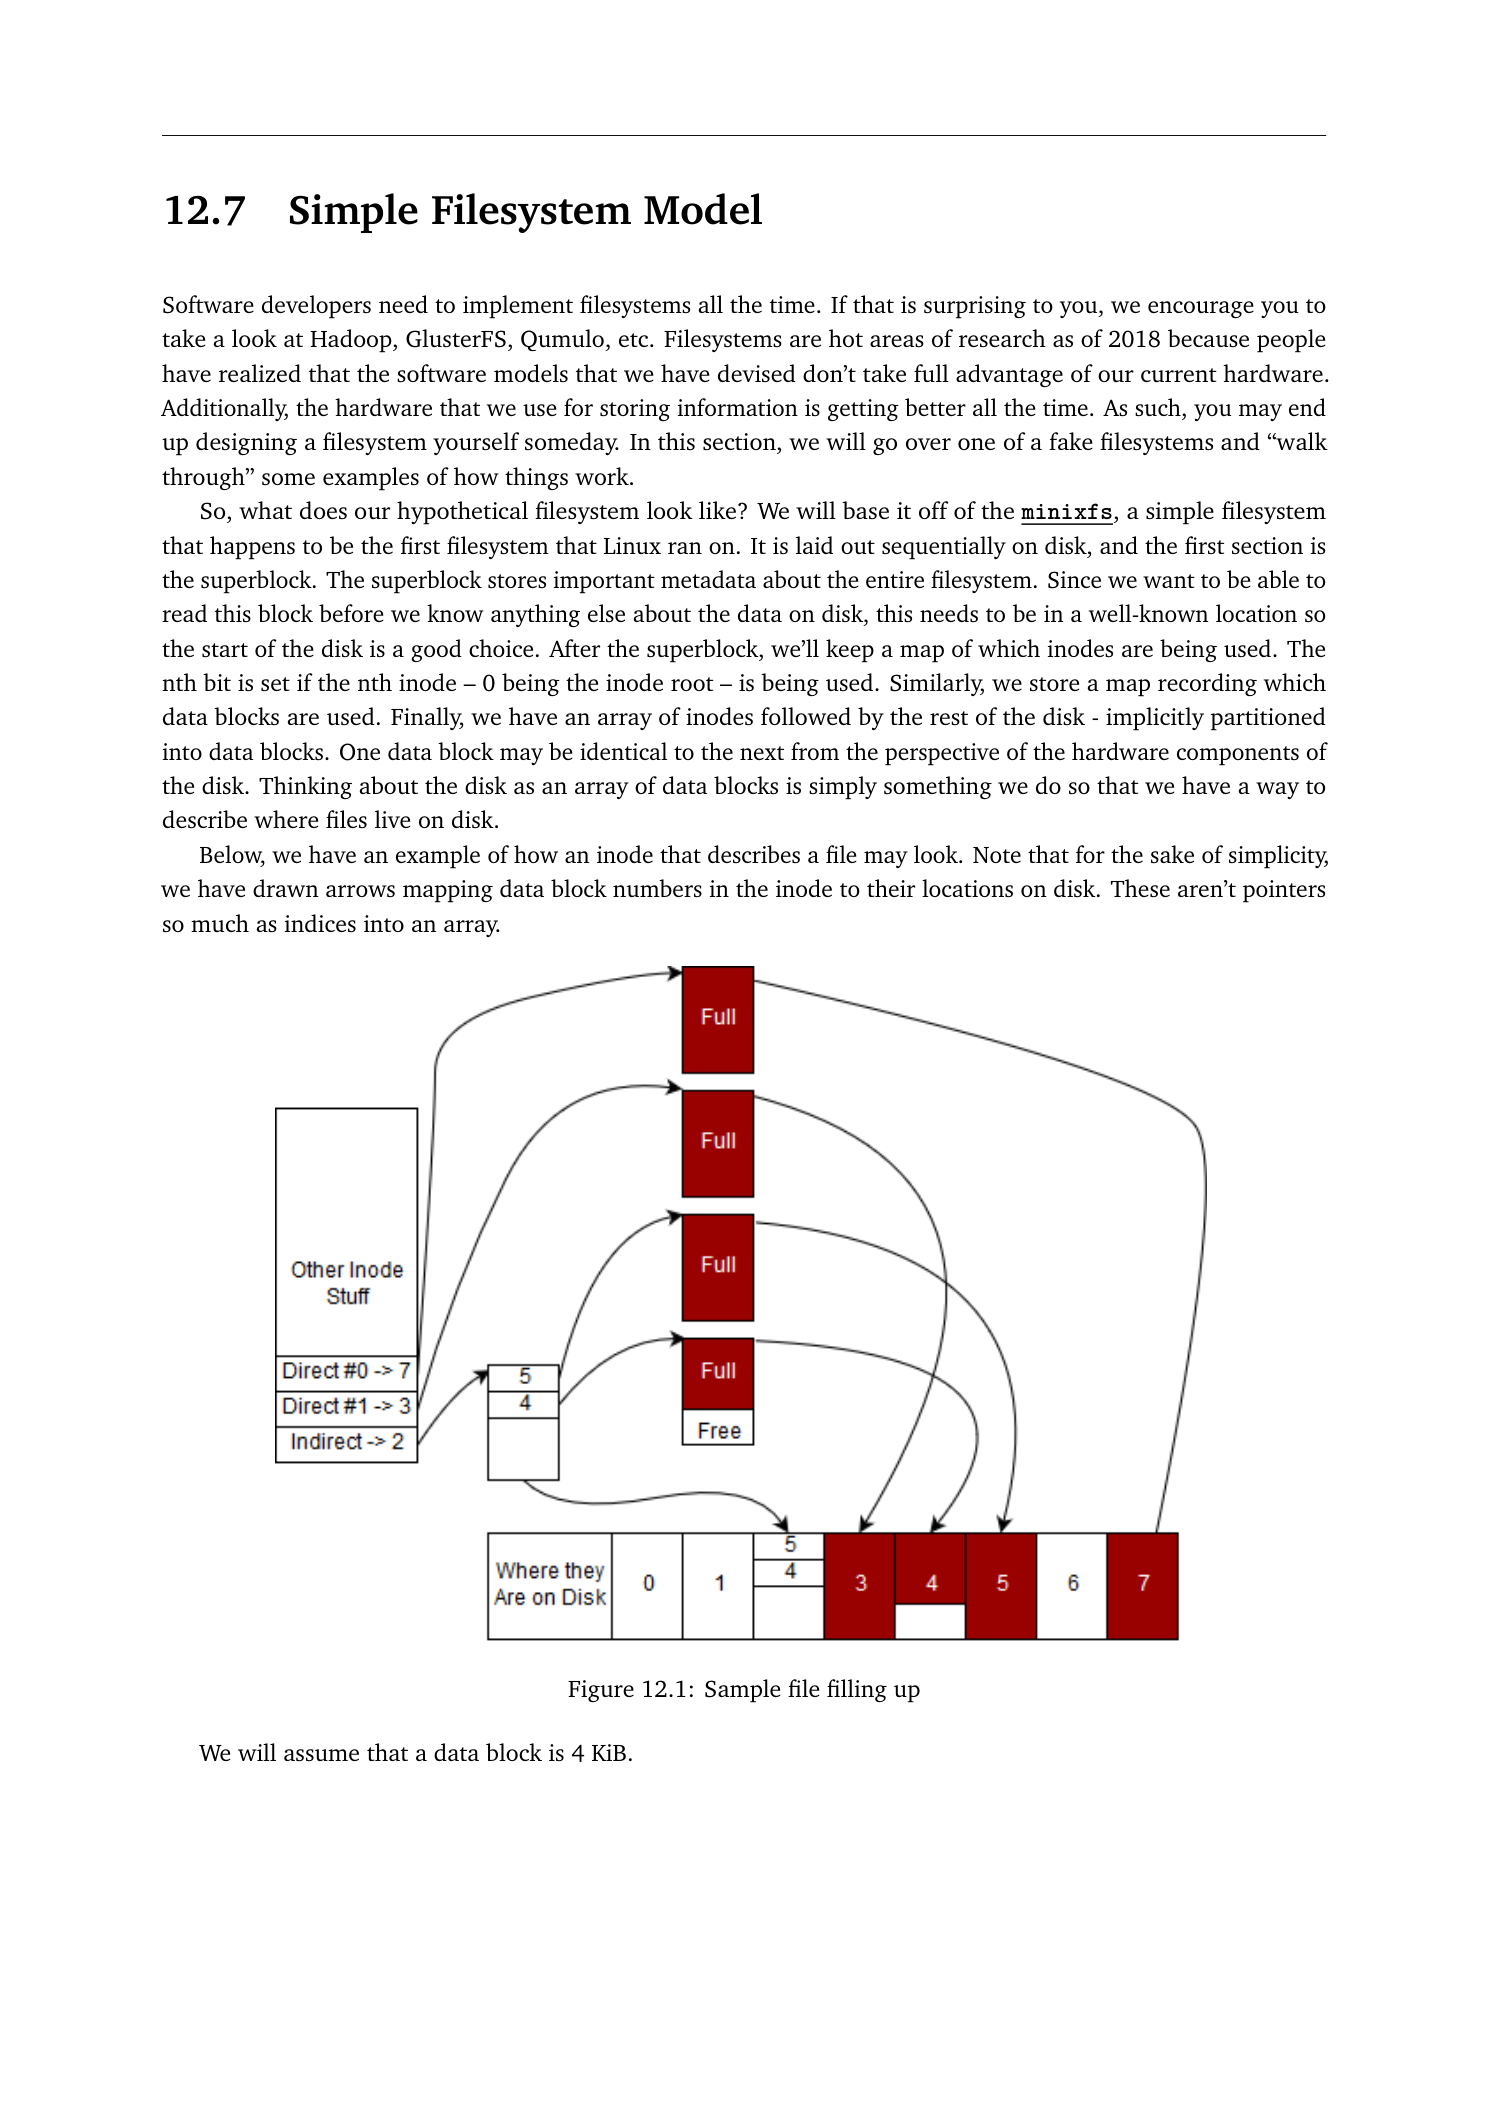 12.7 Simple Filesystem Model
Software developers need to implement filesystems all the time. If that is surprising to you, we encourage you to
take a look at Hadoop, GlusterFS, Qumulo, etc. Filesystems are hot areas of research as of 2018 because people
have realized that the software models that we have devised don’t take full advantage of our current hardware.
Additionally, the hardware that we use for storing information is getting better all the time. As such, you may end
up designing a filesystem yourself someday. In this section, we will go over one of a fake filesystems and “walk
through” some examples of how things work.
So, what does our hypothetical filesystem look like? We will base it off of the minixfs, a simple filesystem
that happens to be the first filesystem that Linux ran on. It is laid out sequentially on disk, and the first section is
the superblock. The superblock stores important metadata about the entire filesystem. Since we want to be able to
read this block before we know anything else about the data on disk, this needs to be in a well-known location so
the start of the disk is a good choice. After the superblock, we’ll keep a map of which inodes are being used. The
nth bit is set if the nth inode – 0 being the inode root – is being used. Similarly, we store a map recording which
data blocks are used. Finally, we have an array of inodes followed by the rest of the disk - implicitly partitioned
into data blocks. One data block may be identical to the next from the perspective of the hardware components of
the disk. Thinking about the disk as an array of data blocks is simply something we do so that we have a way to
describe where files live on disk.
Below, we have an example of how an inode that describes a file may look. Note that for the sake of simplicity,
we have drawn arrows mapping data block numbers in the inode to their locations on disk. These aren’t pointers
so much as indices into an array.
Full
Full
Full
Full
Free
Other Inode
Stuff
Direct #0 -> 7
Direct #1 -> 3
Indirect -> 2
5
4
Where they
Are on Disk
0
1
5
4
3
4
5
6
7
Figure 12.1: Sample file filling up
We will assume that a data block is 4 KiB.